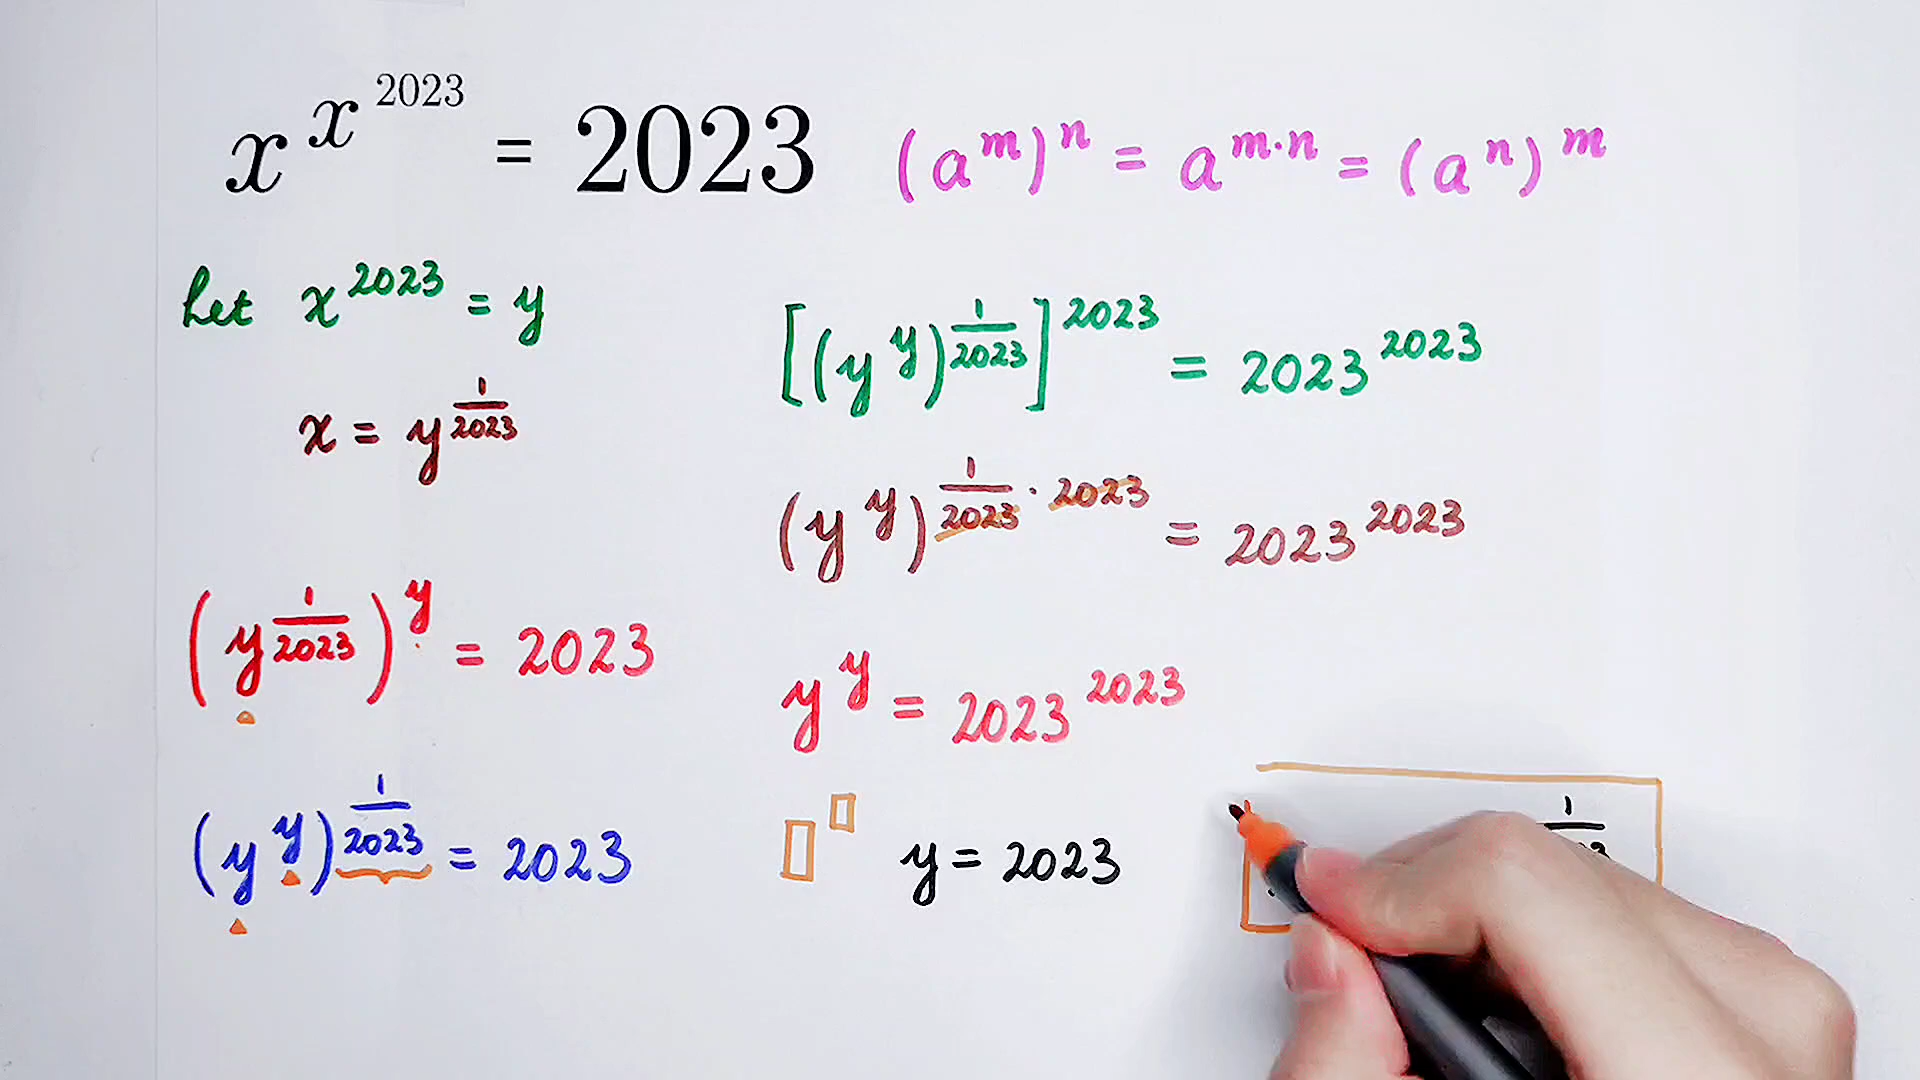 x^{x^{2023}} = 2023
(a^m)^n = a^{m·n} = (a^n)^m
Let x^{2023} = y
x = y^{1/2023}
(y^{1/2023})^y = 2023
(y^y)^{1/2023} = 2023
[(y^y)^{1/2023}]^{2023} = 2023^{2023}
(y^y)^{1/2023 · 2023} = 2023^{2023}
y^y = 2023^{2023}
□^□ y = 2023